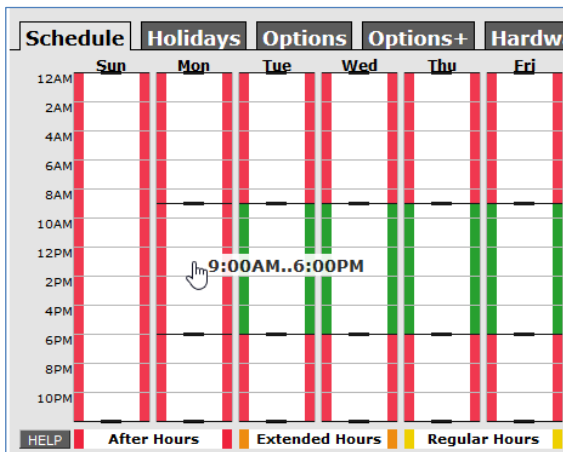 Schedule Holidays Options Options+ Hardw
Sun Mon Tue Wed Thu Fri
12AM
2AM
4AM
6AM
8AM
10AM
12PM
9:00AM..6:00PM
2PM
4PM
6PM
8PM
10PM
HELP After Hours Extended Hours Regular Hours